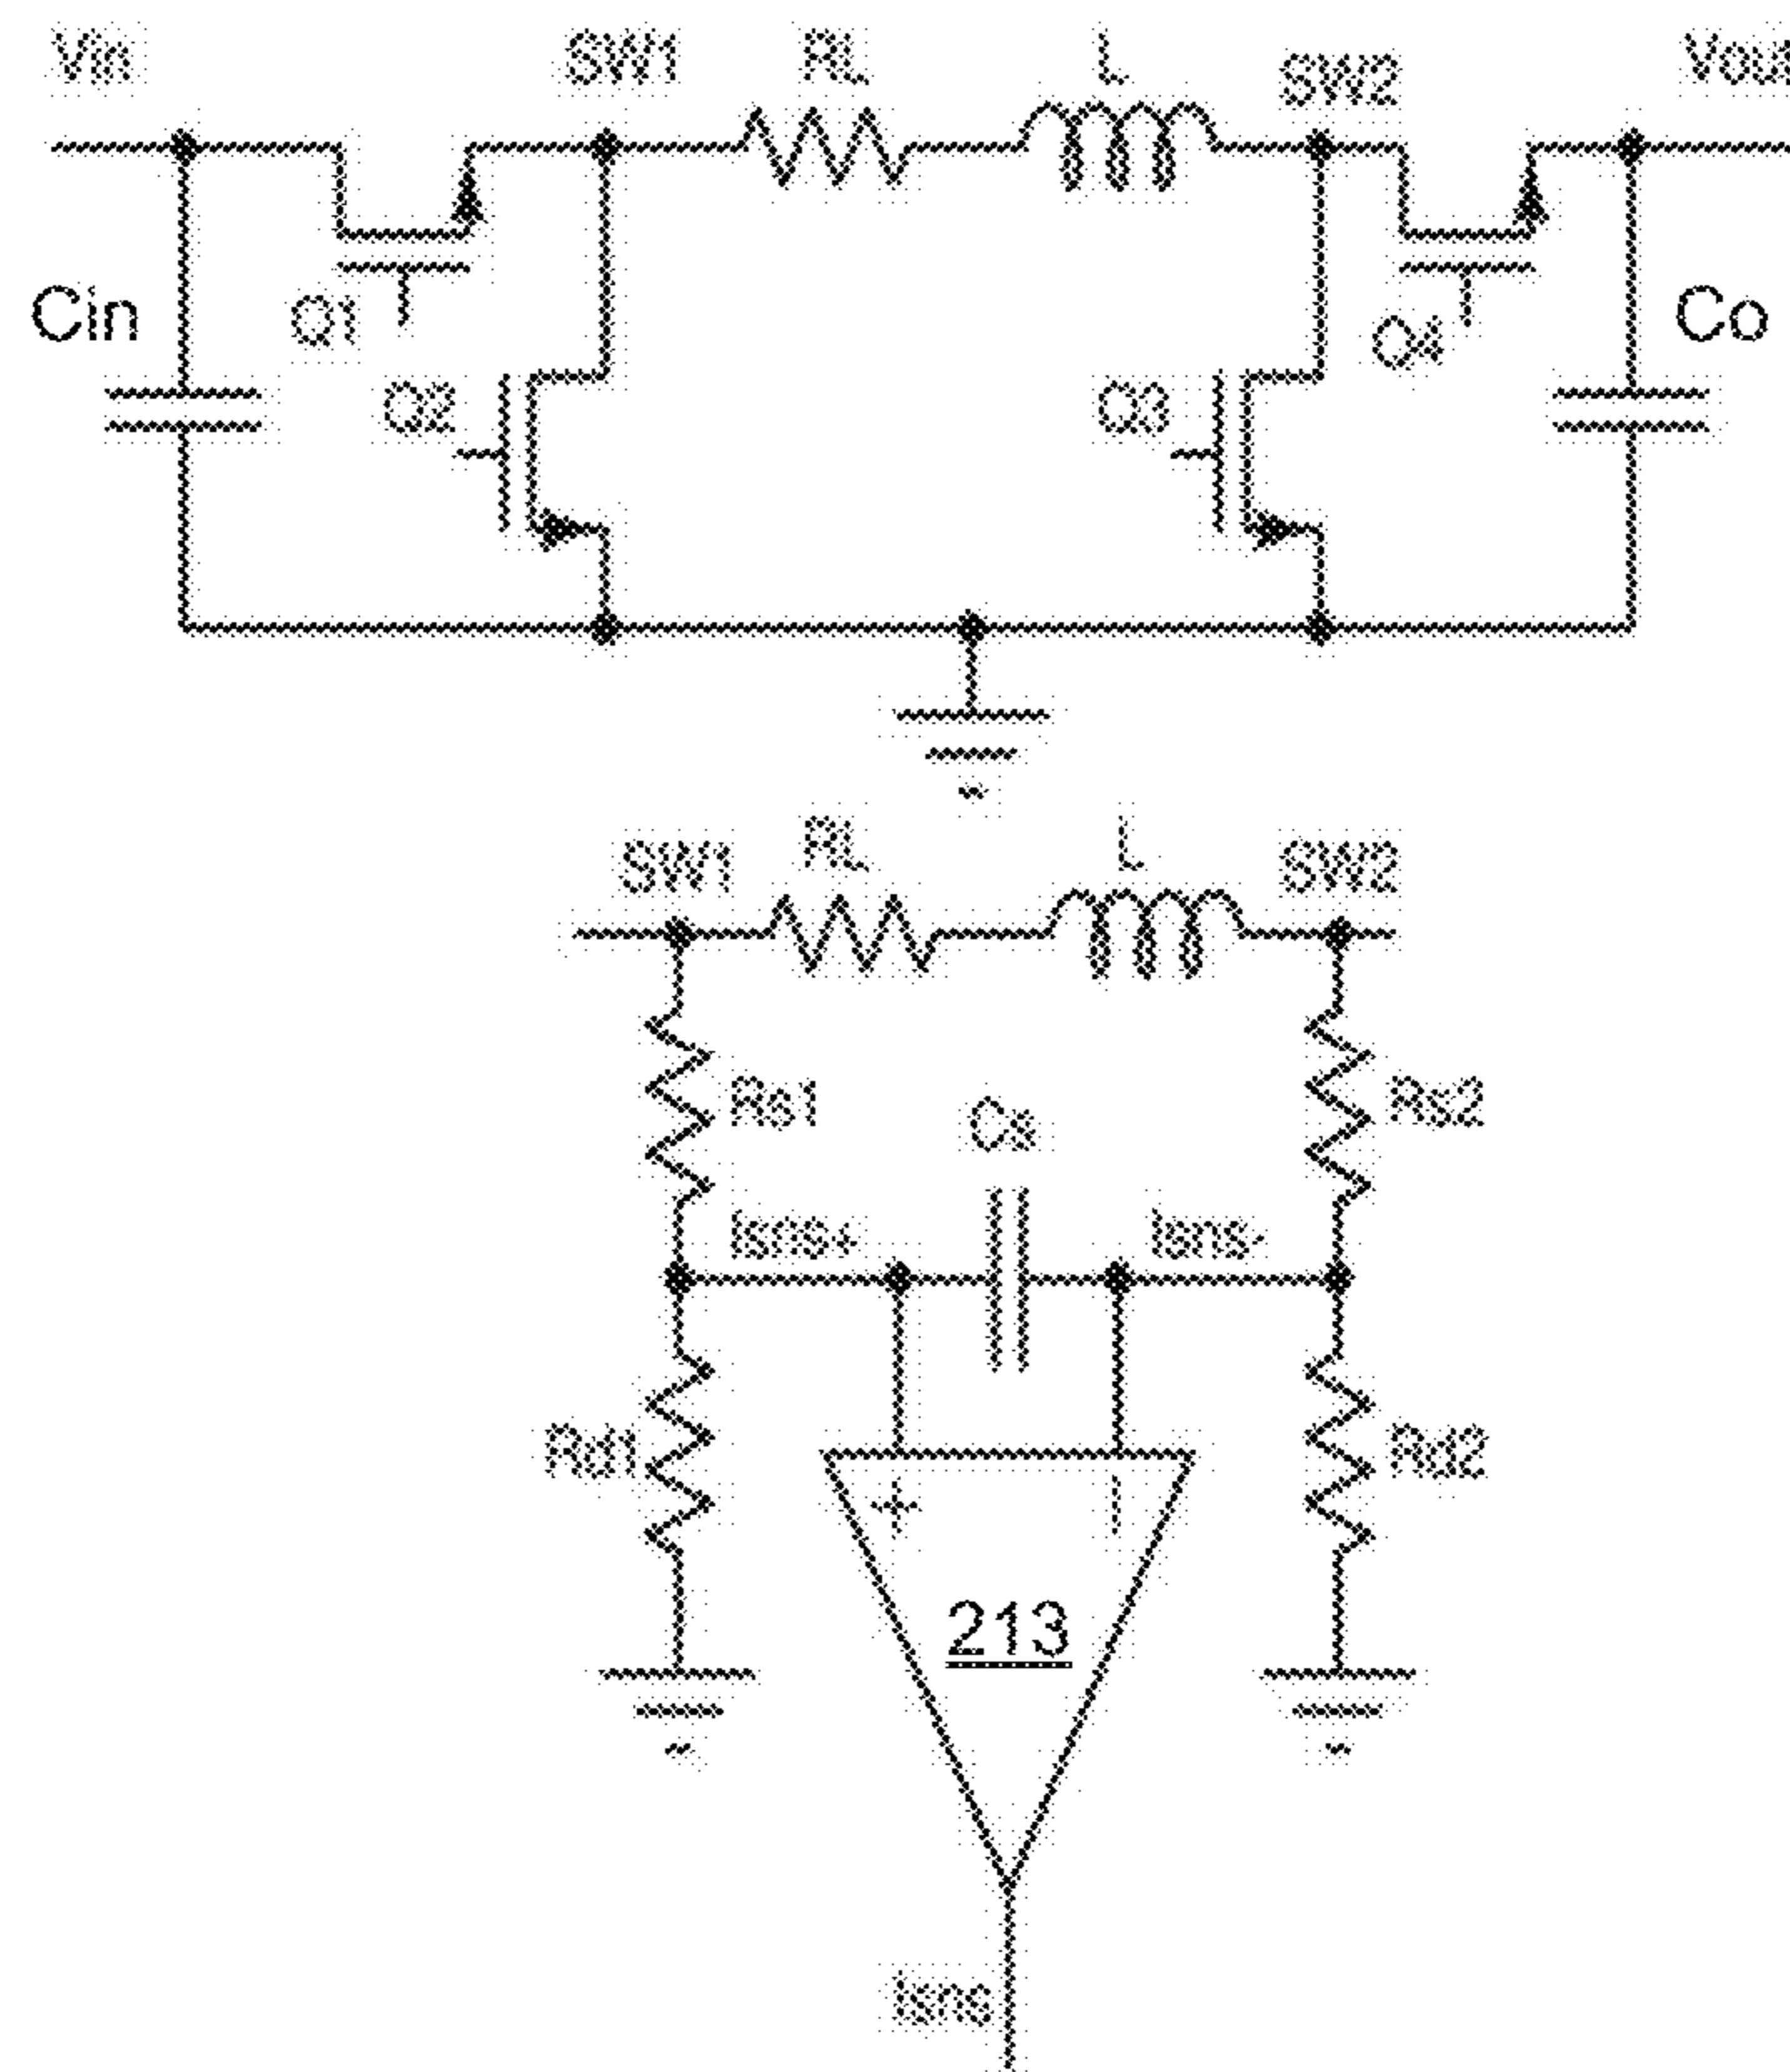 Vin SW1 RL L SW2 Vout
Cin Q1 Q4 Co
Q2 Q3
SW1 RL L SW2
Rs1 Cs Rs2
Isns+ Isns-
Rd1 + - Rd2
213
Isns